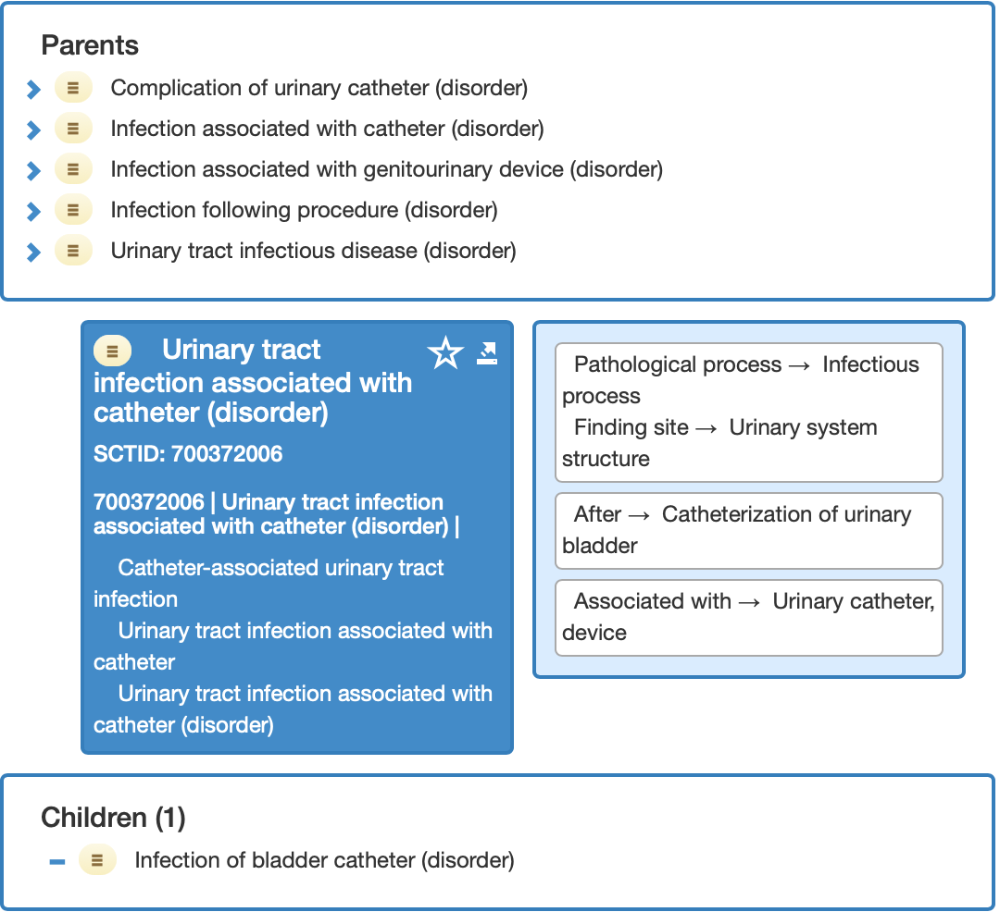 Parents
Complication of urinary catheter (disorder)
Infection associated with catheter (disorder)
Infection associated with genitourinary device (disorder)
Infection following procedure (disorder)
Urinary tract infectious disease (disorder)
Urinary tract
infection associated with
catheter (disorder)
SCTID: 700372006
700372006 | Urinary tract infection
associated with catheter (disorder) |
Catheter-associated urinary tract
infection
Urinary tract infection associated with
catheter
Urinary tract infection associated with
catheter (disorder)
Pathological process → Infectious
process
Finding site → Urinary system
structure
After → Catheterization of urinary
bladder
Associated with → Urinary catheter,
device
Children (1)
Infection of bladder catheter (disorder)